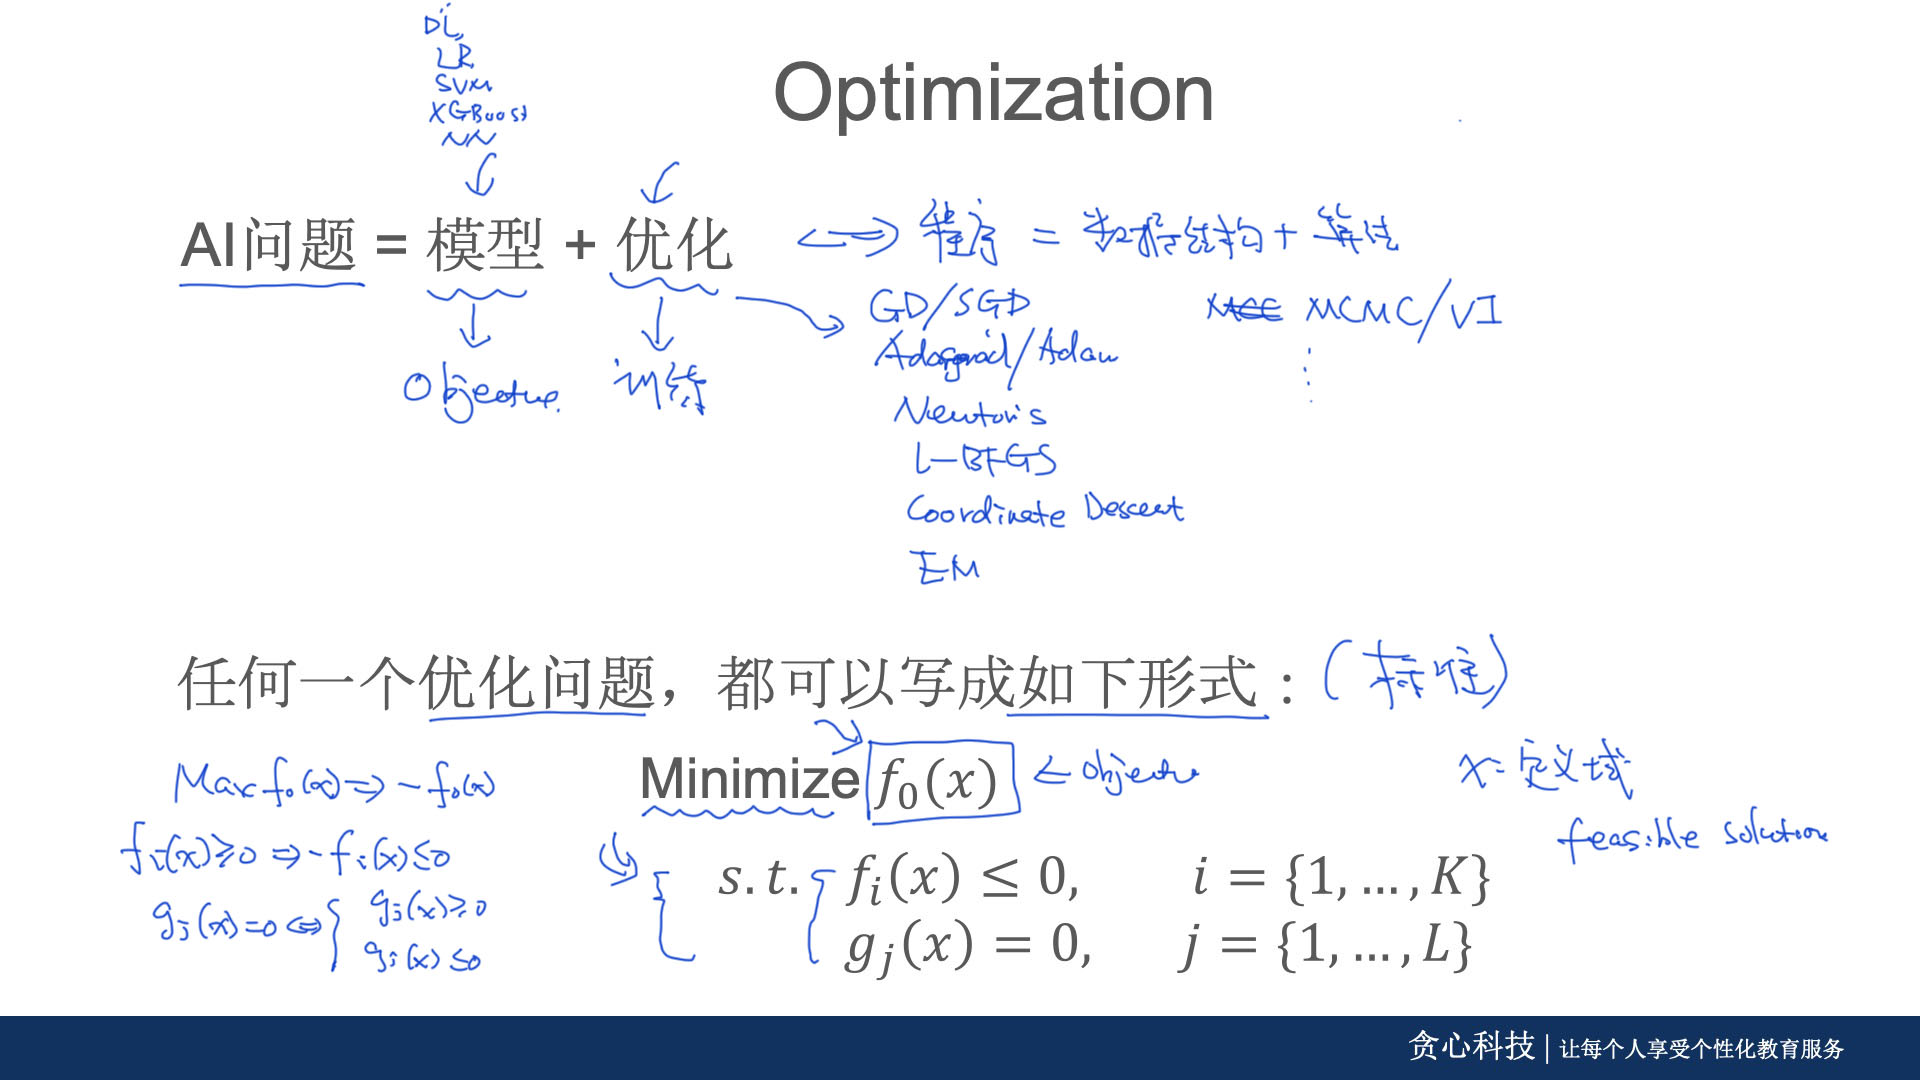 DL,
LR
SVM
XGBoost
NN
Optimization
AI问题 = 模型 + 优化 ⟺ 程序 = 数据结构 + 算法
Objective.
训练
GD/SGD
Adagrad/Adam
Newton's
L-BFGS
Coordinate Descent
EM
MCMC/VI
⋮
任何一个优化问题，都可以写成如下形式：(标准)
Minimize f₀(x) ← Objective
s.t. fᵢ(x) ≤ 0, i = {1, …, K}
gⱼ(x) = 0, j = {1, …, L}
Max f₀(x) ⇒ -f₀(x)
fᵢ(x) ≥ 0 ⇒ -fᵢ(x) ≤ 0
gⱼ(x) = 0 ⇔ { gⱼ(x) ≥ 0
gⱼ(x) ≤ 0
x = 定义域
feasible solution
贪心科技 | 让每个人享受个性化教育服务